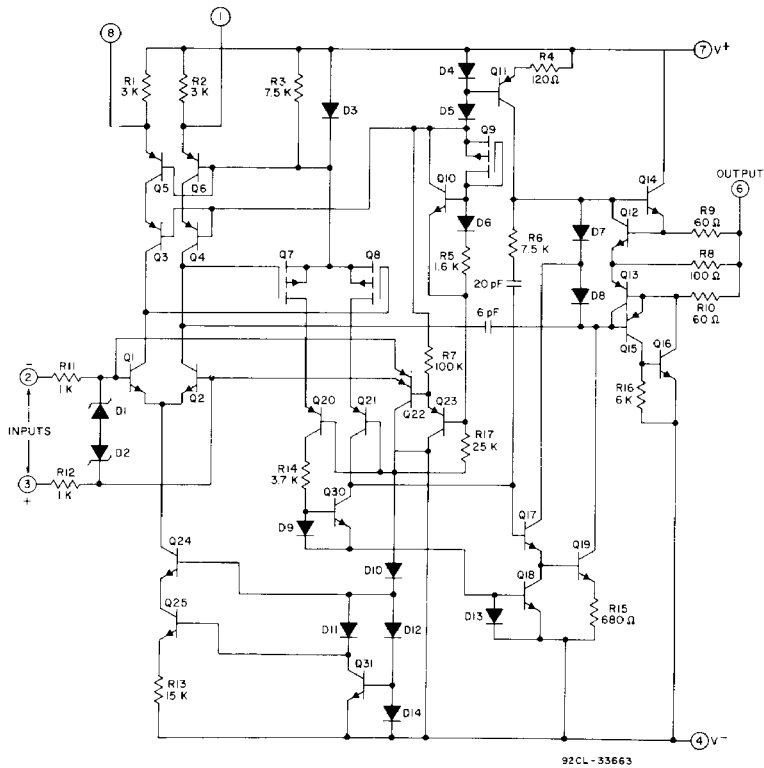 8
1
R1
3 K
R2
3 K
R3
7.5 K
D3
D4
D5
Q11
R4
120 Ω
7 V+
Q5
Q6
Q9
Q10
Q3
Q4
D6
R5
1.6 K
R6
7.5 K
20 pF
Q14
Q12
OUTPUT
6
R9
60 Ω
D7
R8
100 Ω
Q13
D8
R10
60 Ω
Q7
Q8
6 pF
Q15
Q16
R16
6 K
R7
100 K
−
2
R11
1 K
Q1
Q2
D1
D2
INPUTS
R12
1 K
3
+
Q20
Q21
Q22
Q23
R17
25 K
R14
3.7 K
Q30
D9
Q17
Q19
Q18
D13
R15
680 Ω
Q24
Q25
D10
D11
D12
Q31
D14
R13
15 K
4 V−
92CL-33663